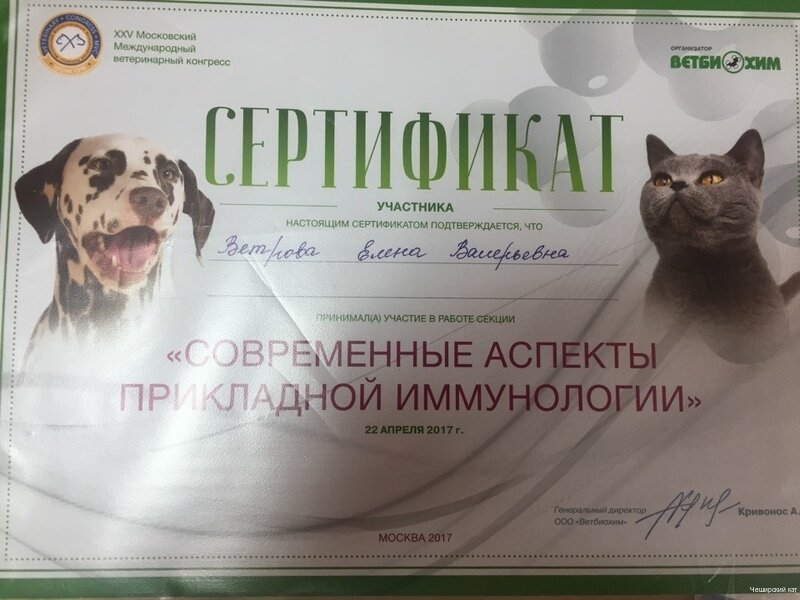 XXV Московский
Международный
ветеринарный конгресс
ОРГАНИЗАТОР
ВЕТБИОХИМ
СЕРТИФИКАТ
УЧАСТНИКА
НАСТОЯЩИМ СЕРТИФИКАТОМ ПОДТВЕРЖДАЕТСЯ, ЧТО
Ветрова Елена Валерьевна
ПРИНИМАЛ(А) УЧАСТИЕ В РАБОТЕ СЕКЦИИ
«СОВРЕМЕННЫЕ АСПЕКТЫ
ПРИКЛАДНОЙ ИММУНОЛОГИИ»
22 АПРЕЛЯ 2017 г.
Генеральный директор
ООО «Ветбиохим»
Кривонос А.
МОСКВА 2017
Чеширский кэт